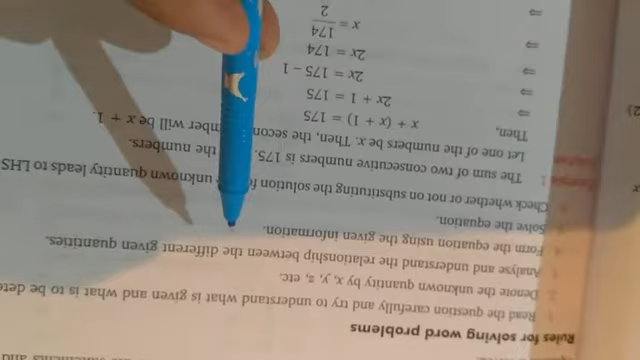 Rules for solving word problems
Read the question carefully and try to understand what is given and what is to be
Denote the unknown quantity by x, y, z, etc.
Analyse and understand the relationship between the different given quantities.
Form the equation using the given information.
Solve the equation.
Check whether or not on substituting the solution unknown quantity leads to LHS
The sum of two consecutive numbers is 175. the numbers.
Let one of the numbers be x. Then, the second number will be x + 1.
Then, x + (x + 1) = 175
⇒ 2x + 1 = 175
⇒ 2x = 175 – 1
⇒ 2x = 174
⇒ x = 174/2
2)
x